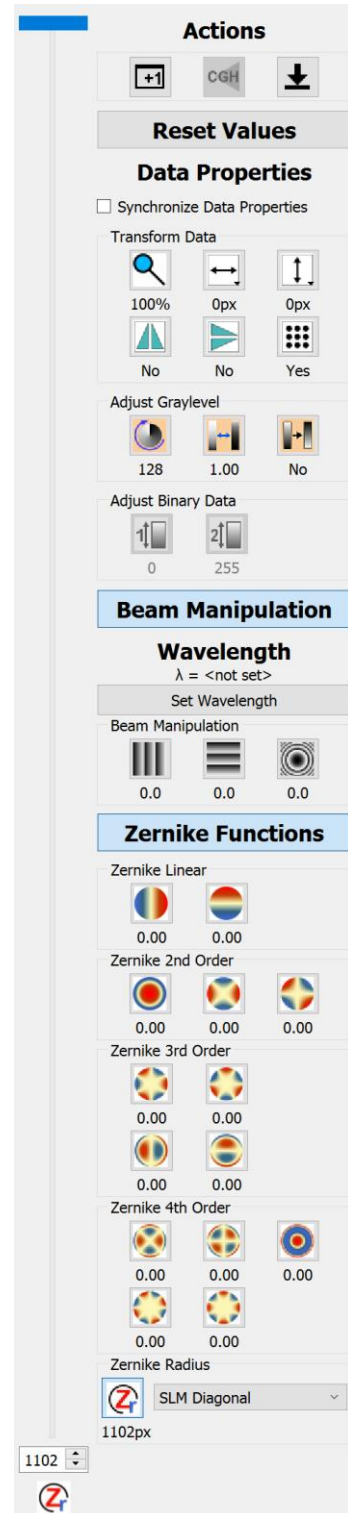 Actions
+1 CGH
Reset Values
Data Properties
Synchronize Data Properties
Transform Data
100% 0px 0px
No No Yes
Adjust Graylevel
128 1.00 No
Adjust Binary Data
1 2
0 255
Beam Manipulation
Wavelength
λ = <not set>
Set Wavelength
Beam Manipulation
0.0 0.0 0.0
Zernike Functions
Zernike Linear
0.00 0.00
Zernike 2nd Order
0.00 0.00 0.00
Zernike 3rd Order
0.00 0.00
0.00 0.00
Zernike 4th Order
0.00 0.00 0.00
0.00 0.00
Zernike Radius
Zr SLM Diagonal
1102px
1102
Zr